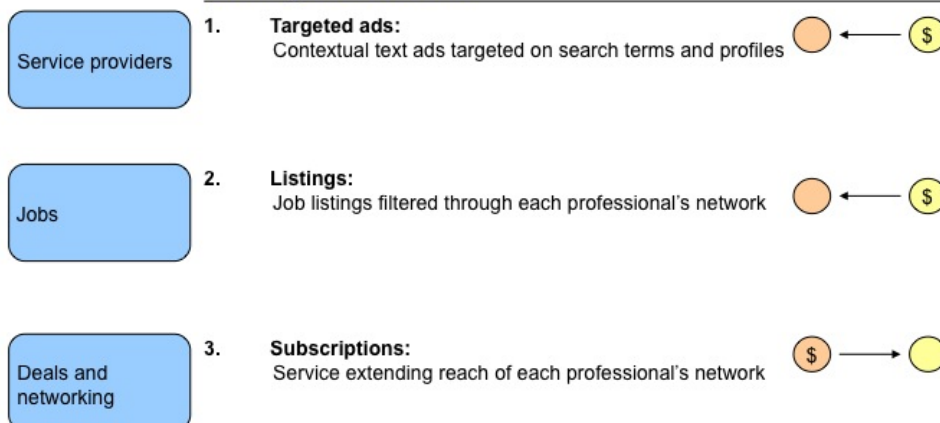 Service providers
1. Targeted ads:
Contextual text ads targeted on search terms and profiles
$
Jobs
2. Listings:
Job listings filtered through each professional's network
$
Deals and
networking
3. Subscriptions:
Service extending reach of each professional's network
$